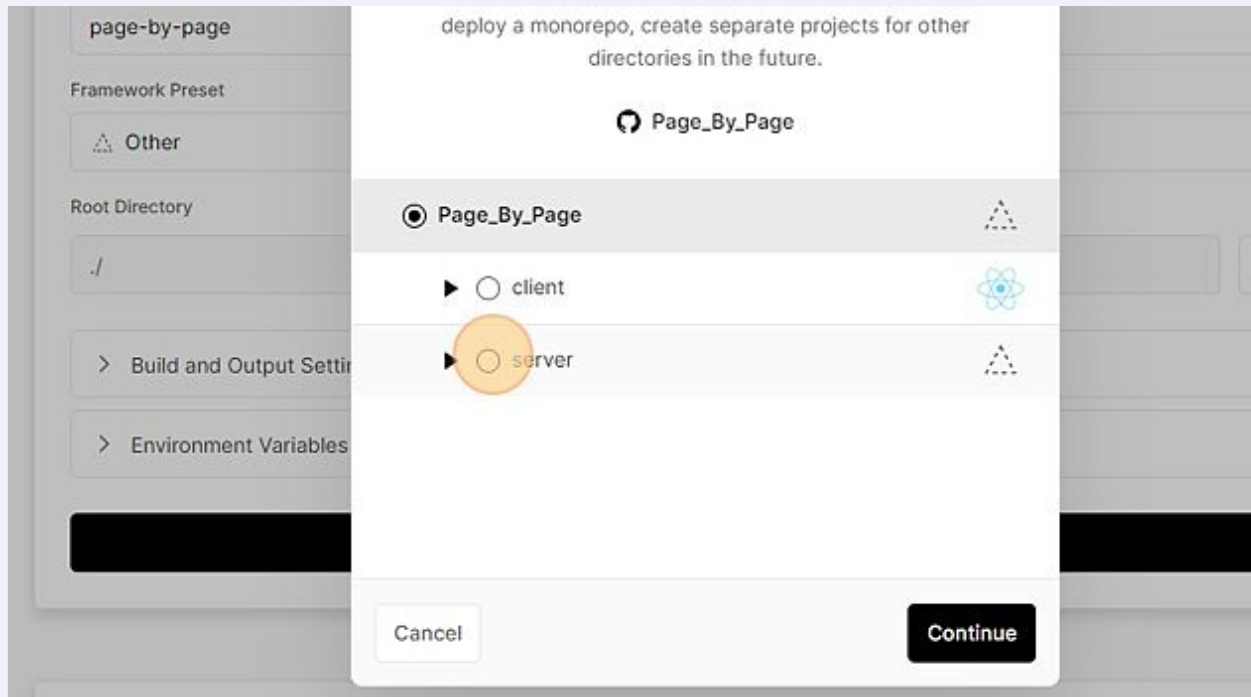 page-by-page
Framework Preset
Other
Root Directory
./
Build and Output Settin
Environment Variables
deploy a monorepo, create separate projects for other
directories in the future.
Page_By_Page
Page_By_Page
client
server
Cancel
Continue